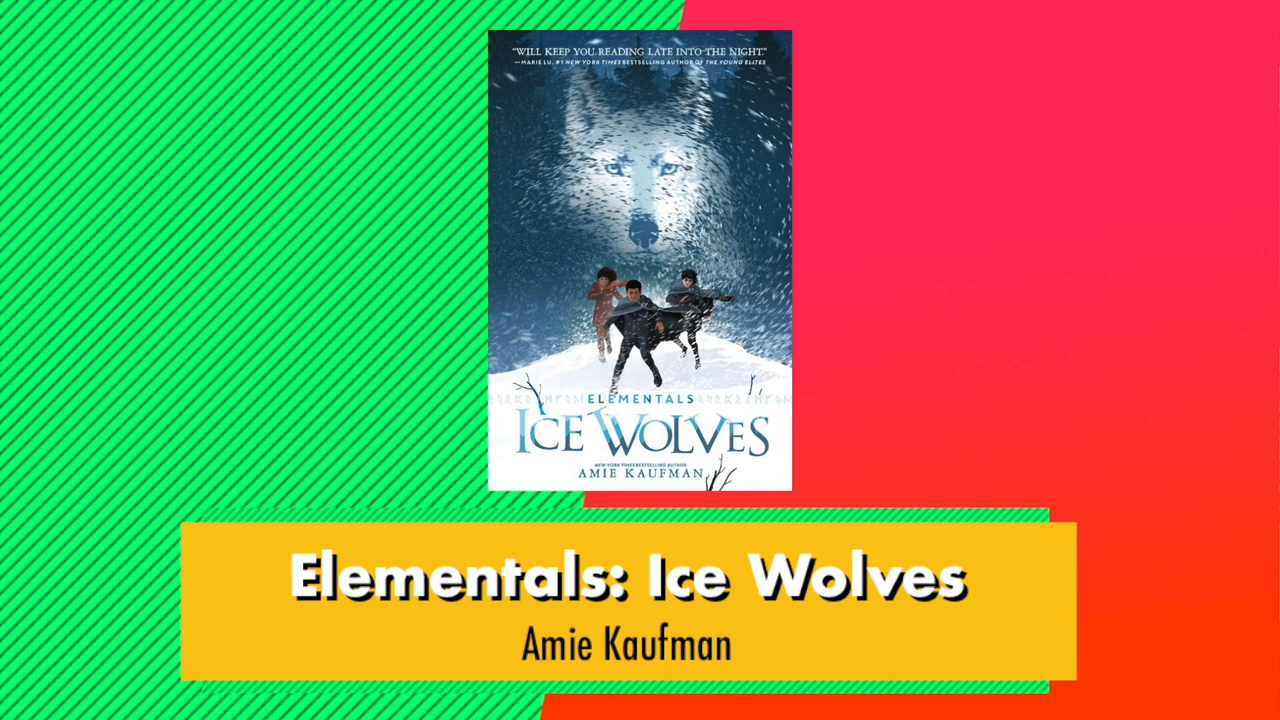 “WILL KEEP YOU READING LATE INTO THE NIGHT.”
—MARIE LU, #1 NEW YORK TIMES BESTSELLING AUTHOR OF THE YOUNG ELITES
ELEMENTALS
ICE WOLVES
NEW YORK TIMES BESTSELLING AUTHOR
AMIE KAUFMAN
Elementals: Ice Wolves
Amie Kaufman